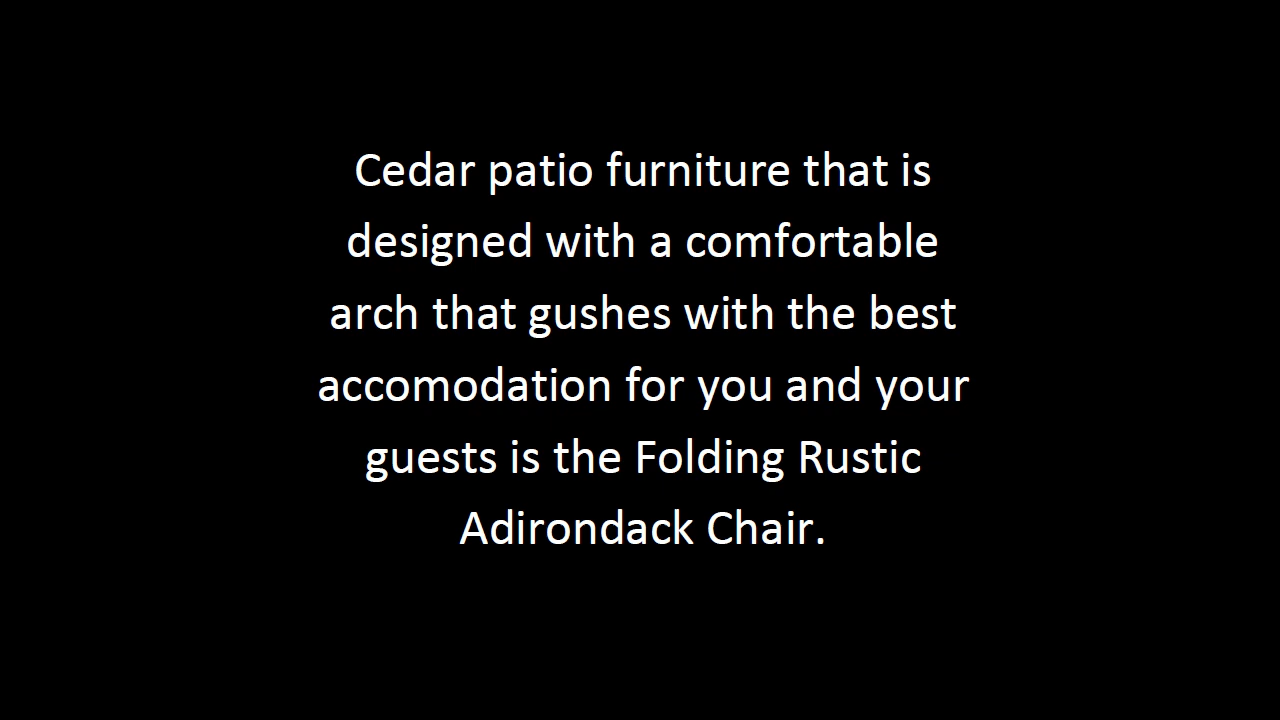 Cedar patio furniture that is
designed with a comfortable
arch that gushes with the best
accomodation for you and your
guests is the Folding Rustic
Adirondack Chair.